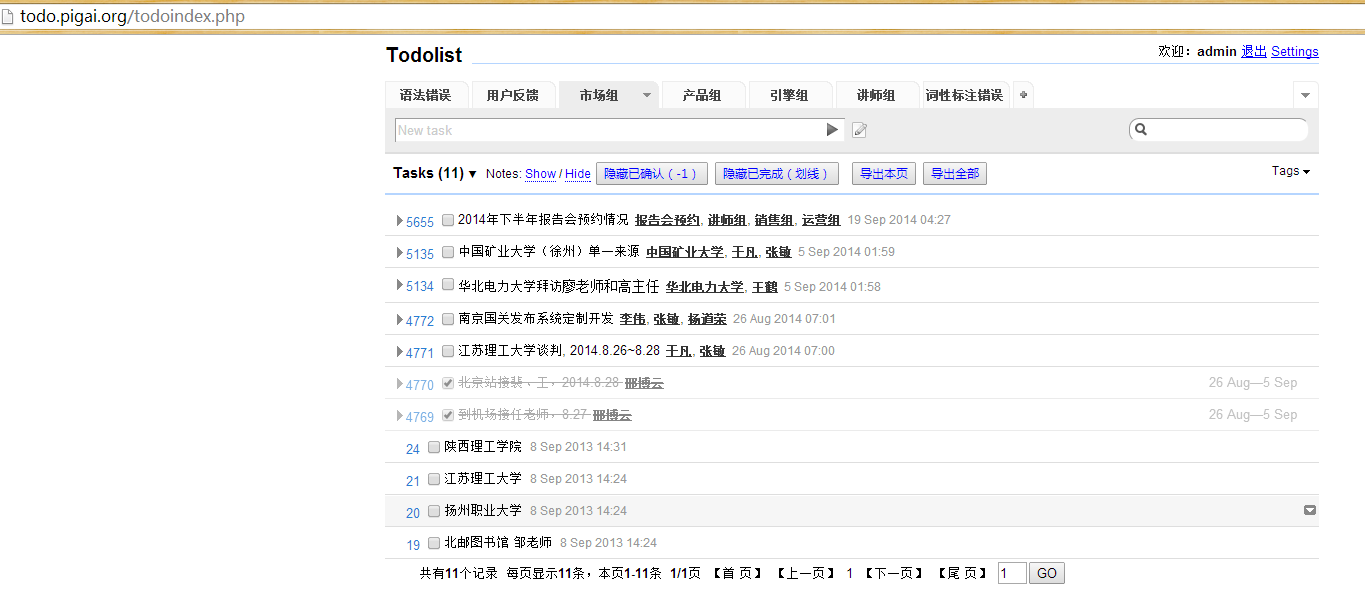 todo.pigai.org/todoindex.php
Todolist 欢迎：admin 退出 Settings
语法错误 用户反馈 市场组 产品组 引擎组 讲师组 词性标注错误
New task
Tasks (11) Notes: Show / Hide 隐藏已确认（-1） 隐藏已完成（划线） 导出本页 导出全部 Tags
5655 2014年下半年报告会预约情况 报告会预约, 讲师组, 销售组, 运营组 19 Sep 2014 04:27
5135 中国矿业大学（徐州）单一来源 中国矿业大学, 于凡, 张敏 5 Sep 2014 01:59
5134 华北电力大学拜访廖老师和高主任 华北电力大学, 王鹤 5 Sep 2014 01:58
4772 南京国关发布系统定制开发 李伟, 张敏, 杨道荣 26 Aug 2014 07:01
4771 江苏理工大学谈判, 2014.8.26~8.28 于凡, 张敏 26 Aug 2014 07:00
4770 北京站接裴、王，2014.8.28 邢博云 26 Aug—5 Sep
4769 到机场接任老师，8.27 邢博云 26 Aug—5 Sep
24 陕西理工学院 8 Sep 2013 14:31
21 江苏理工大学 8 Sep 2013 14:24
20 扬州职业大学 8 Sep 2013 14:24
19 北邮图书馆 邹老师 8 Sep 2013 14:24
共有11个记录 每页显示11条，本页1-11条 1/1页 【首 页】 【上一页】 1 【下一页】 【尾 页】 1 GO